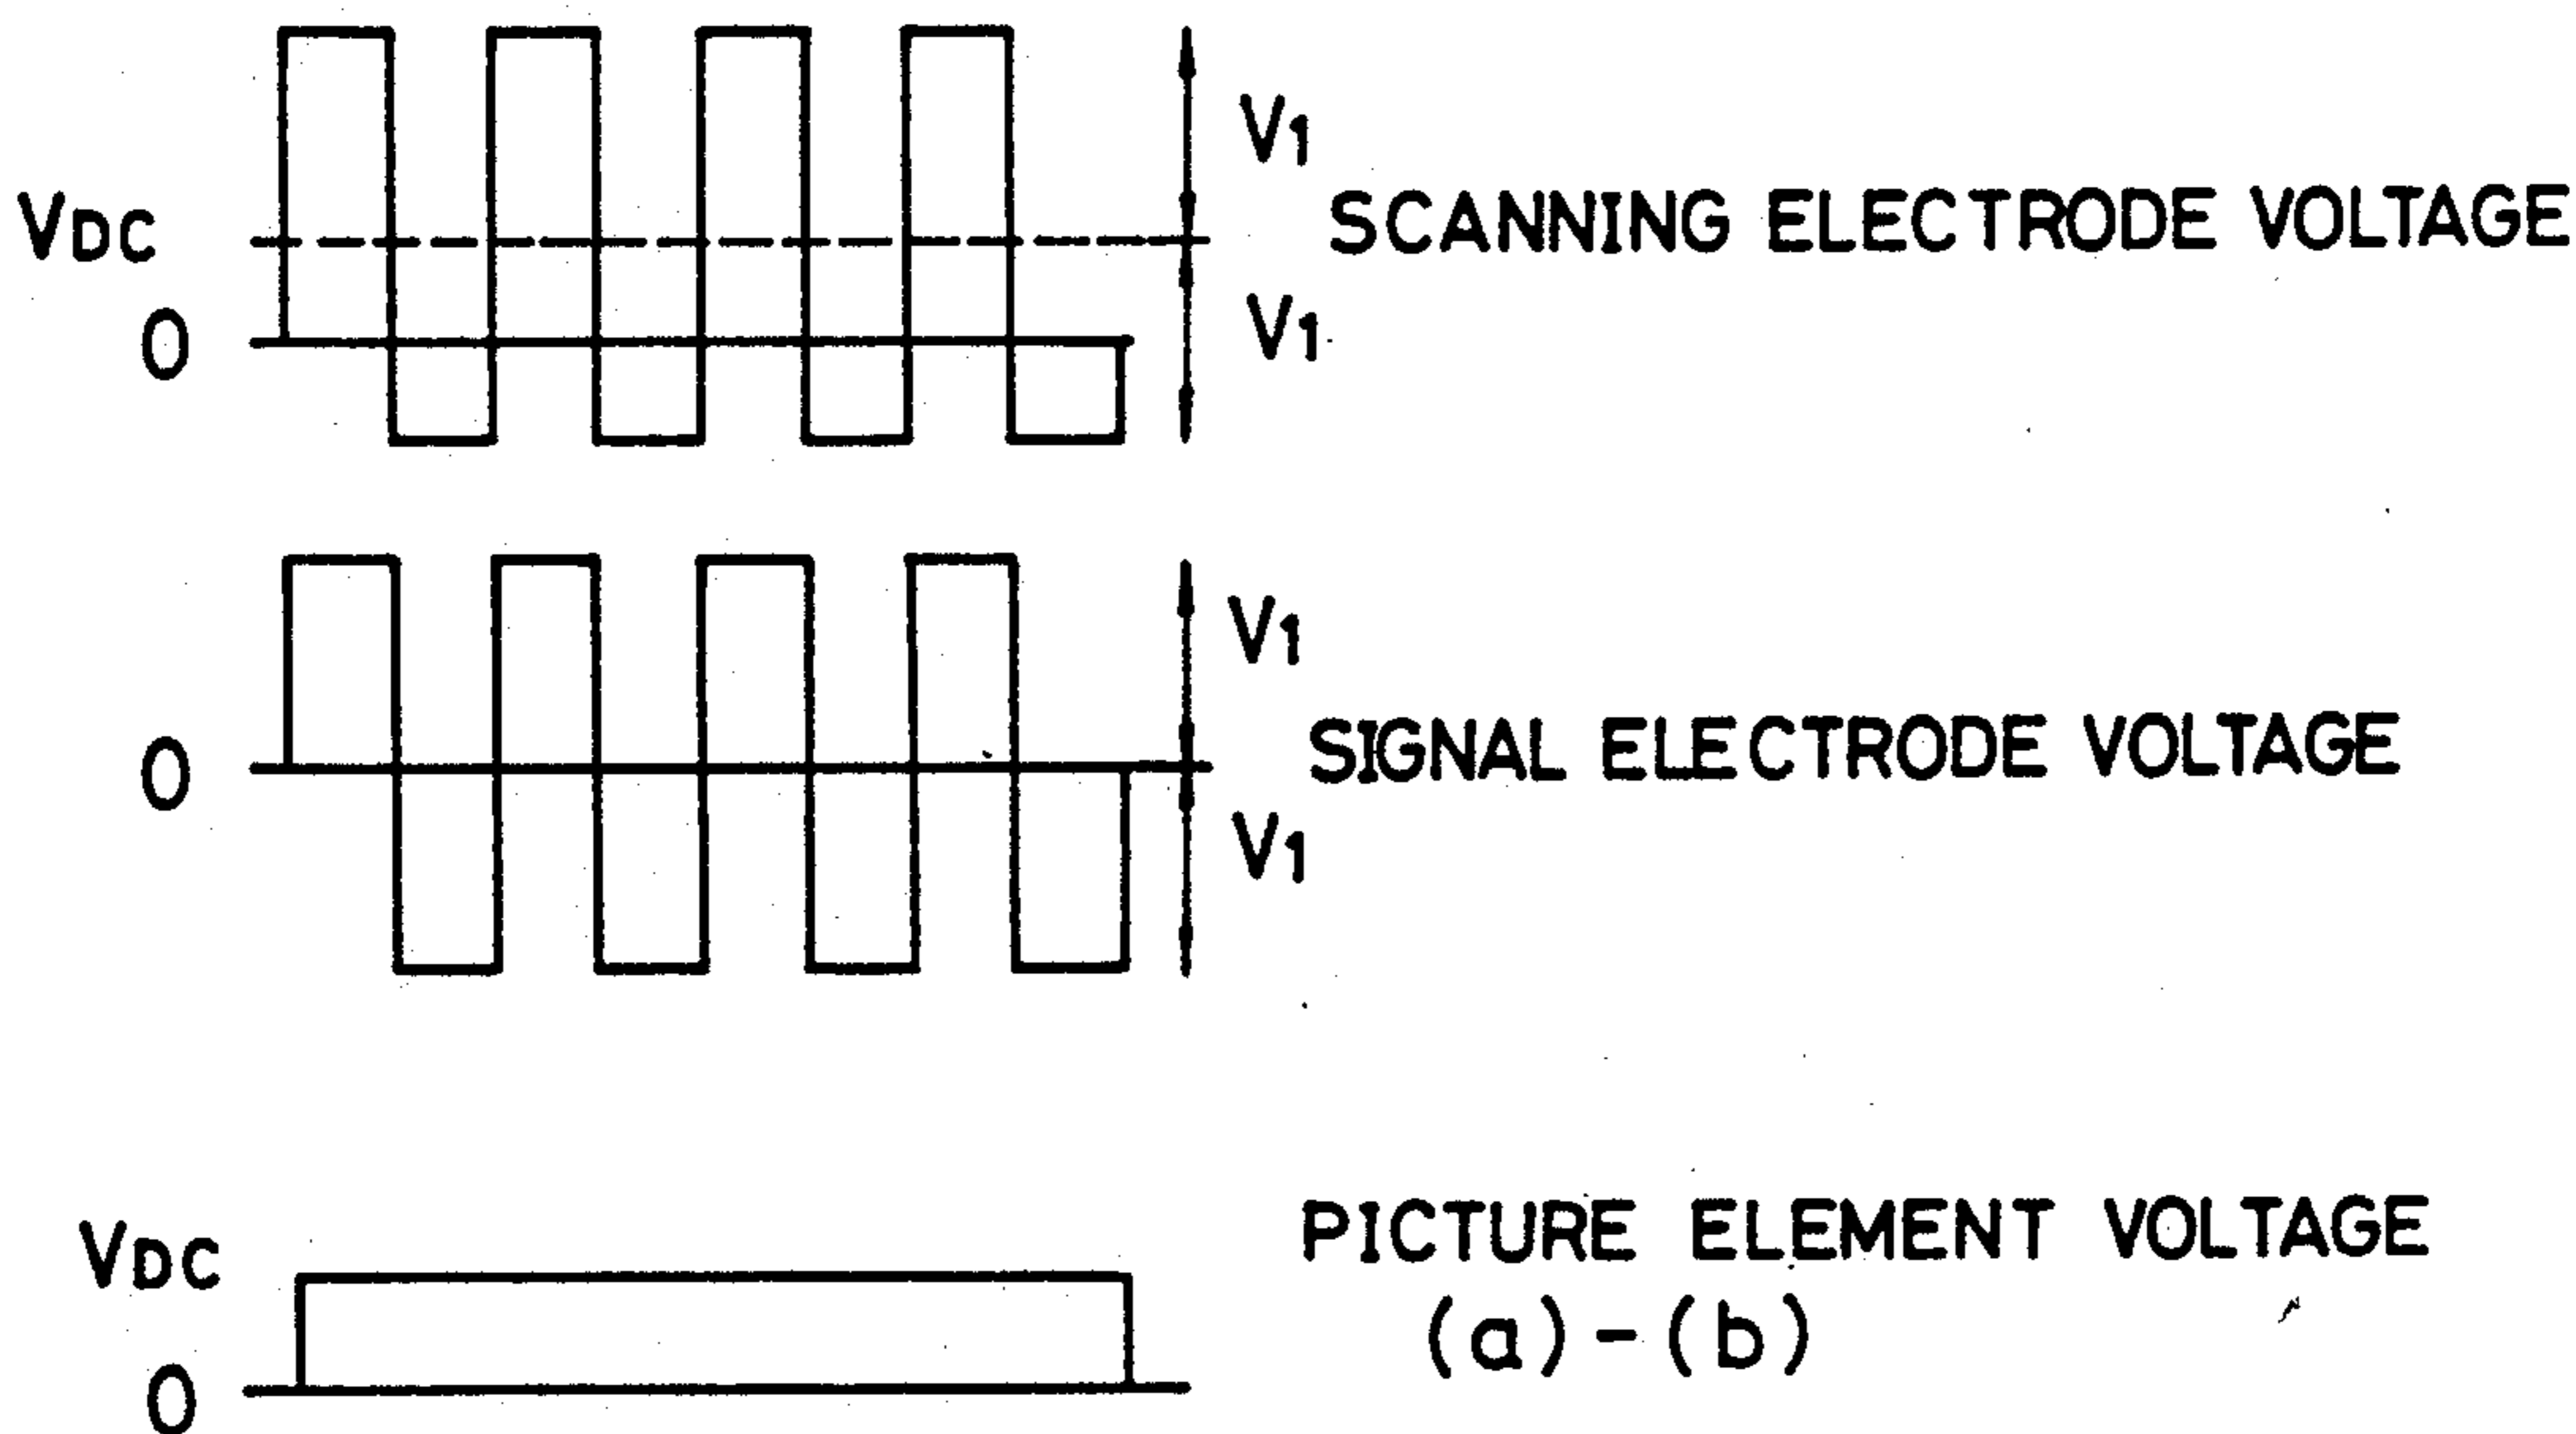 V1
VDC
SCANNING ELECTRODE VOLTAGE
0
V1
V1
0
SIGNAL ELECTRODE VOLTAGE
V1
VDC
PICTURE ELEMENT VOLTAGE
(a)-(b)
0